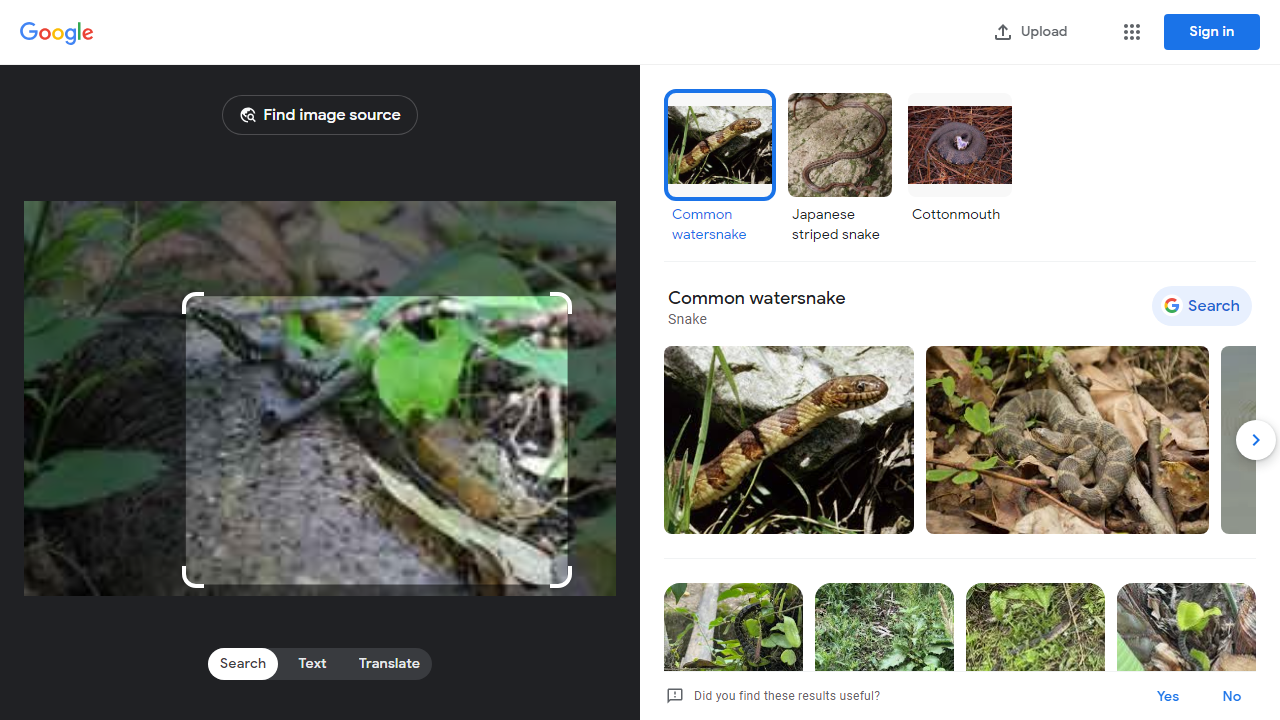 Google
Upload
Sign in
Find image source
Common
watersnake
Japanese
striped snake
Cottonmouth
Common watersnake
Snake
Search
Search
Text
Translate
Did you find these results useful?
Yes
No